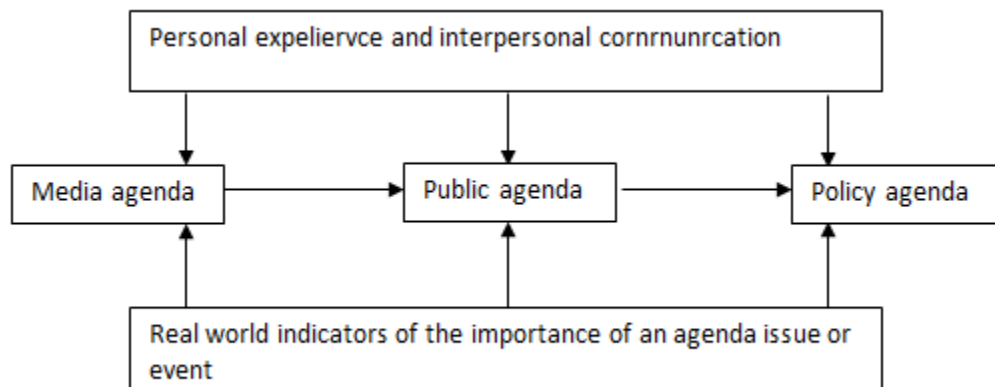 Personal expeliervce and interpersonal cornrnunrcation
Media agenda
Public agenda
Policy agenda
Real world indicators of the importance of an agenda issue or
event